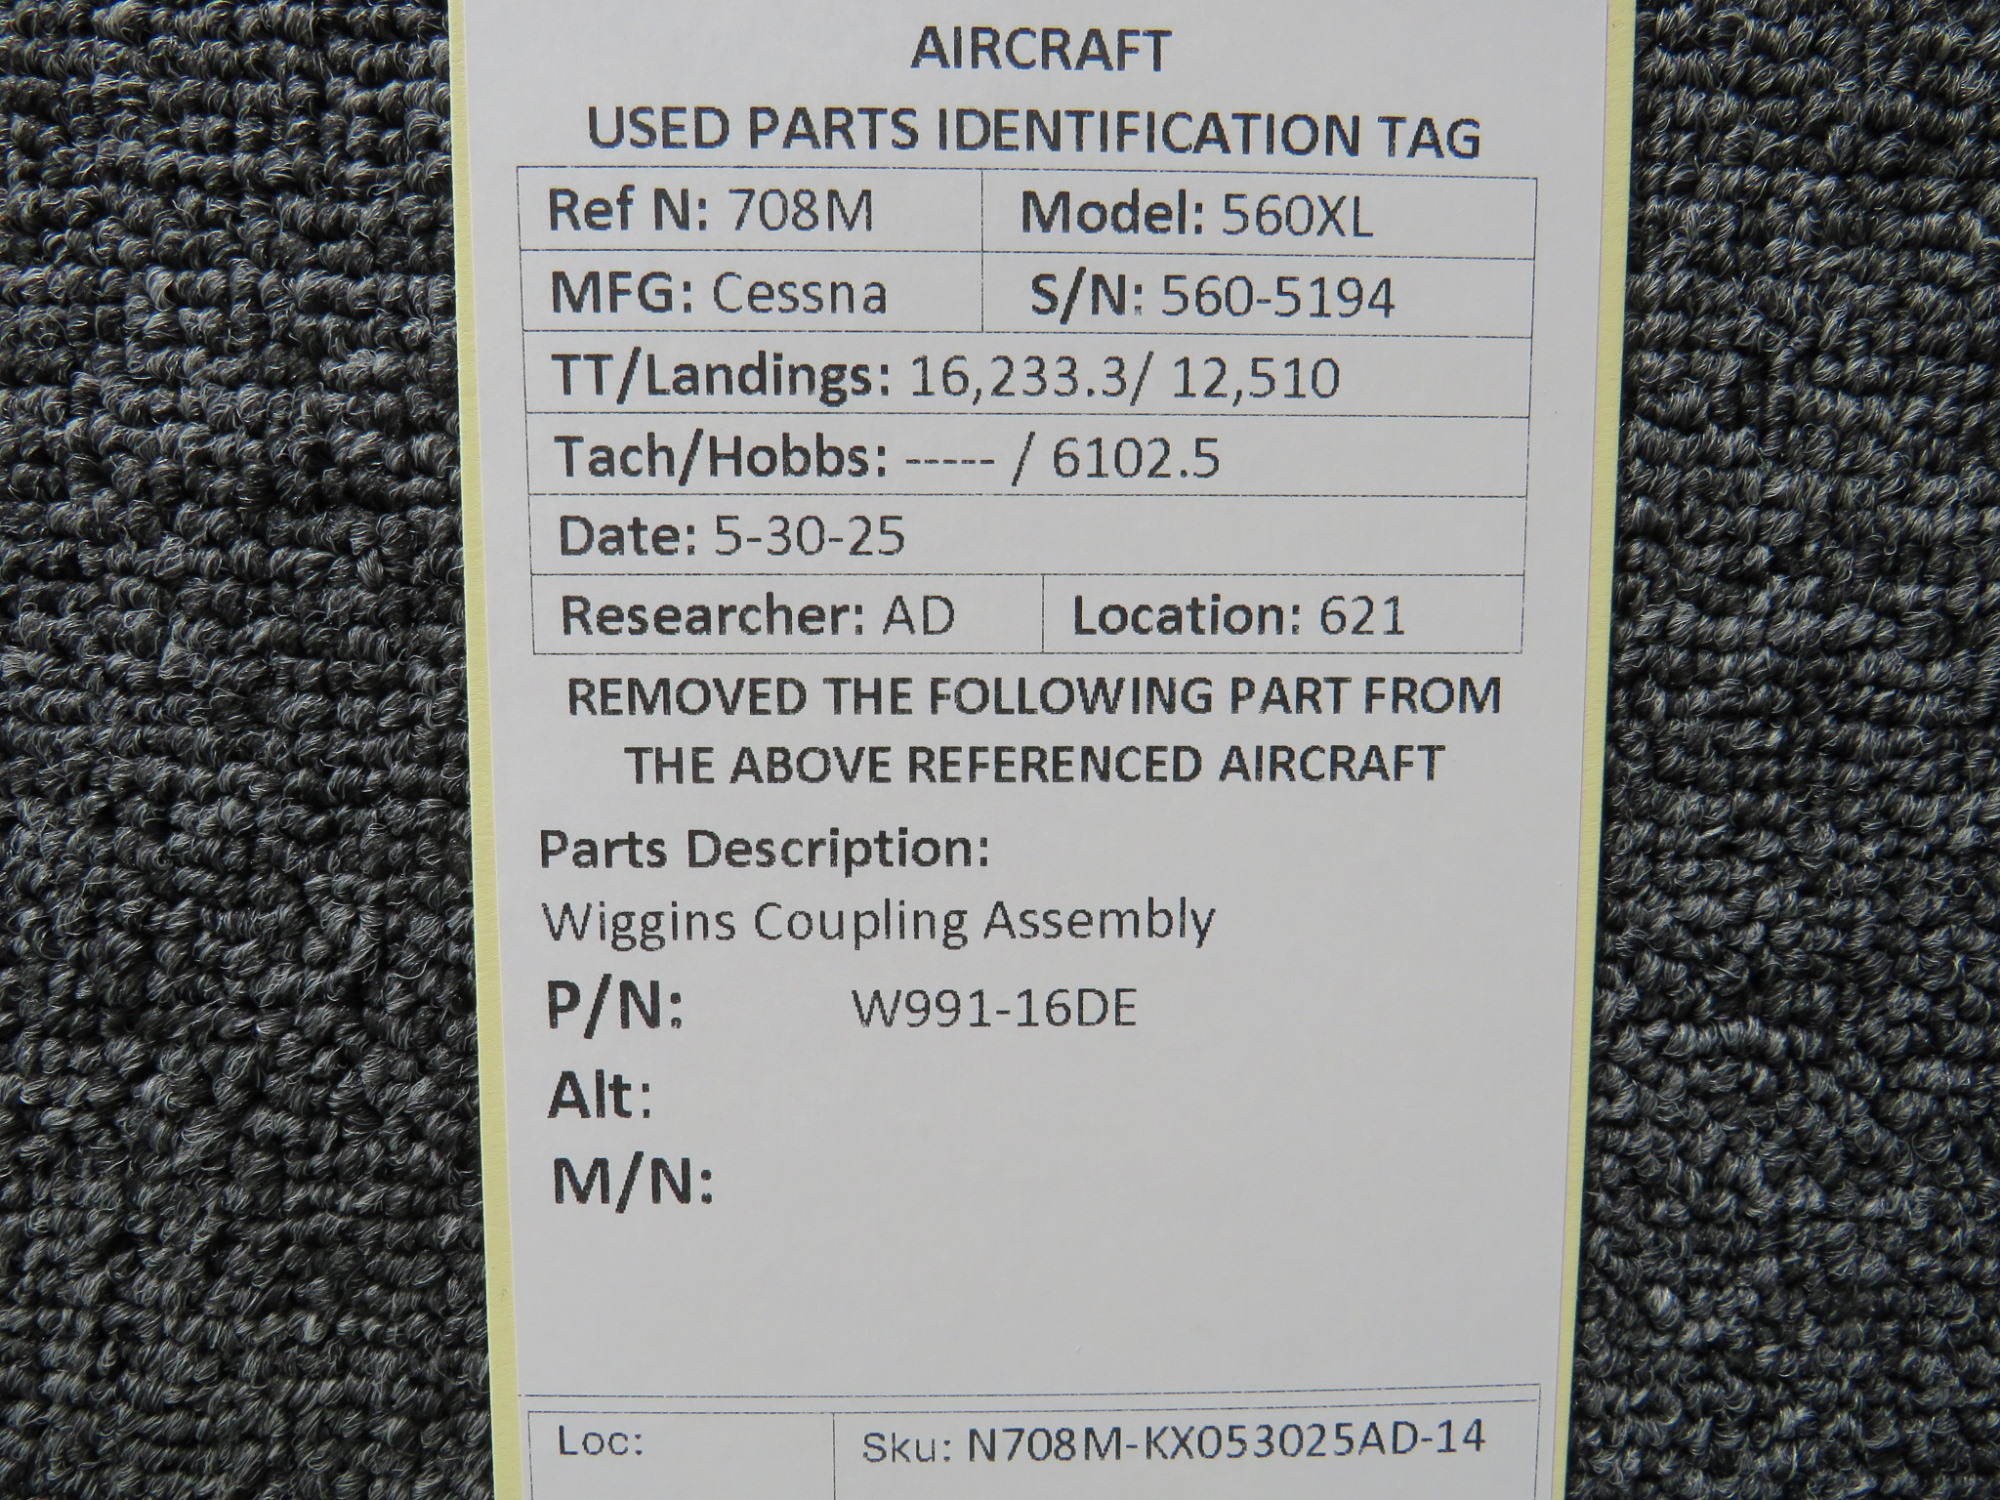 AIRCRAFT
USED PARTS IDENTIFICATION TAG
Ref N: 708M Model: 560XL
MFG: Cessna S/N: 560-5194
TT/Landings: 16,233.3/ 12,510
Tach/Hobbs: ----- / 6102.5
Date: 5-30-25
Researcher: AD Location: 621
REMOVED THE FOLLOWING PART FROM
THE ABOVE REFERENCED AIRCRAFT
Parts Description:
Wiggins Coupling Assembly
P/N: W991-16DE
Alt:
M/N:
Loc: Sku: N708M-KX053025AD-14